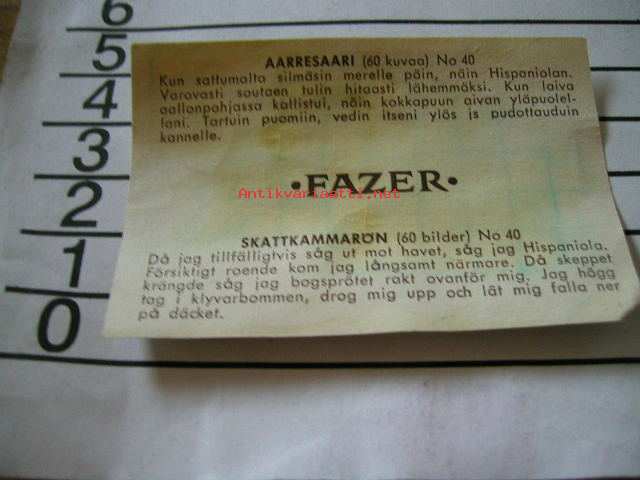 6
5
4
3
2
1
0
AARRESAARI (60 kuvaa) No 40
Kun sattumalta silmäsin merelle päin, näin Hispaniolan.
Varovasti soutaen tulin hitaasti lähemmäksi. Kun laiva
aallonpohjassa kallistui, näin kokkapuun aivan yläpuolel-
lani. Tartuin puomiin, vedin itseni ylös js pudottauduin
kannelle.
•FAZER•
Antikvariaatti.net
SKATTKAMMARÖN (60 bilder) No 40
Då jag tillfälligtvis såg ut mot havet, såg jag Hispaniola.
Försiktigt roende kom jag långsamt närmare. Då skeppet
krängde såg jag bogsprötet rakt ovanför mig. Jag högg
tag i klyvarbommen, drog mig upp och lät mig falla ner
på däcket.